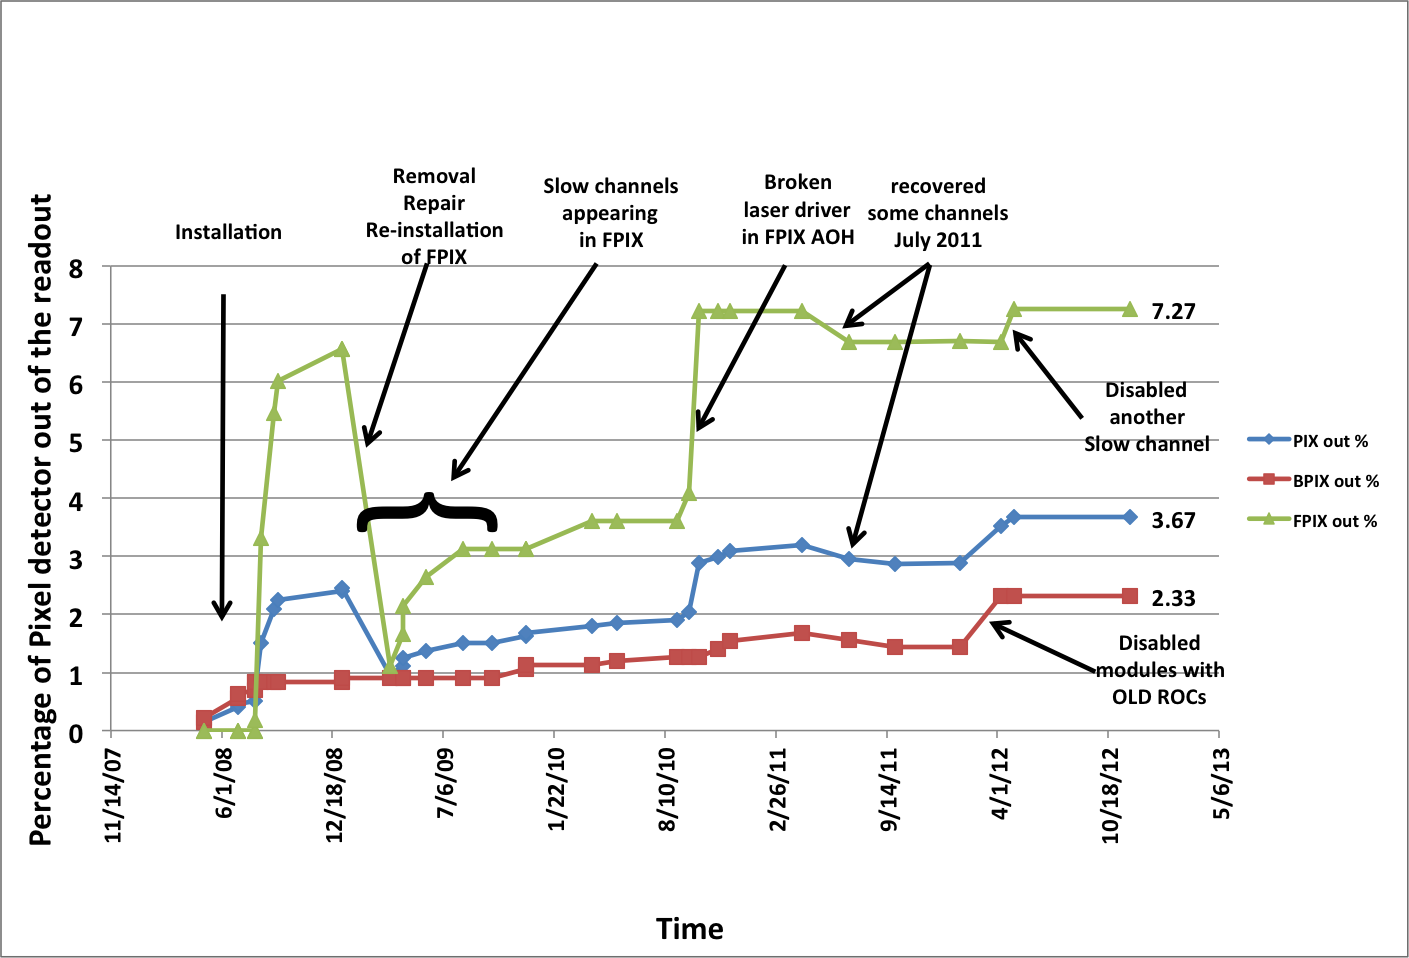 Removal
Repair
Re-installation
of FPIX
Installation
Slow channels
appearing
in FPIX
Broken
laser driver
in FPIX AOH
recovered
some channels
July 2011
Percentage of Pixel detector out of the readout
8
7
6
5
4
3
2
1
0
7.27
3.67
2.33
Disabled
another
Slow channel
Disabled
modules with
OLD ROCs
PIX out %
BPIX out %
FPIX out %
11/14/07
6/1/08
12/18/08
7/6/09
1/22/10
8/10/10
2/26/11
9/14/11
4/1/12
10/18/12
5/6/13
Time